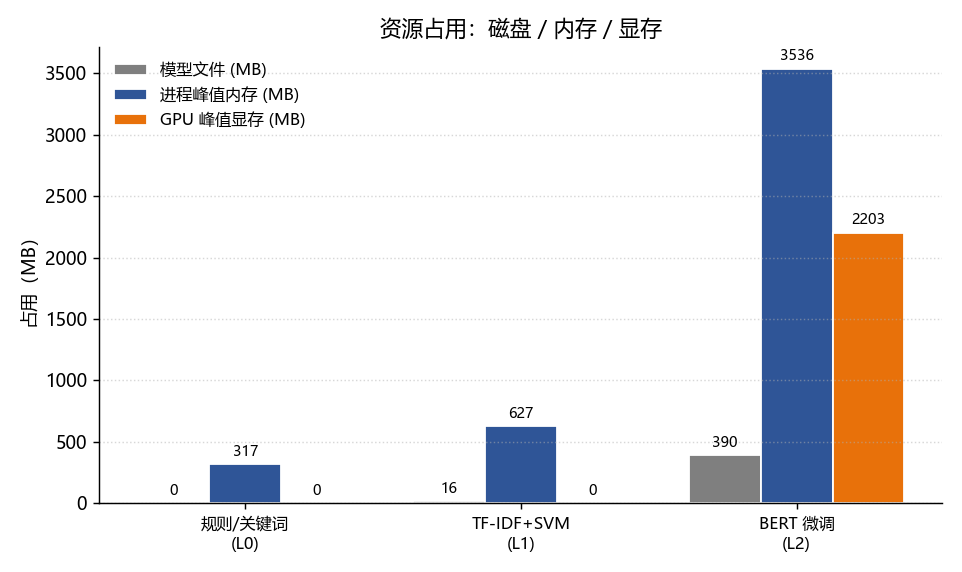 资源占用：磁盘 / 内存 / 显存
模型文件 (MB)
进程峰值内存 (MB)
GPU 峰值显存 (MB)
占用（MB）
3500
3000
2500
2000
1500
1000
500
0
0
317
0
16
627
0
390
3536
2203
规则/关键词
(L0)
TF-IDF+SVM
(L1)
BERT 微调
(L2)